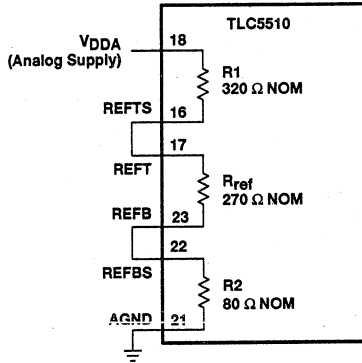 TLC5510
VDDA
(Analog Supply)
18
R1
320 Ω NOM
REFTS
16
17
REFT
Rref
270 Ω NOM
REFB
23
22
REFBS
R2
80 Ω NOM
AGND
21